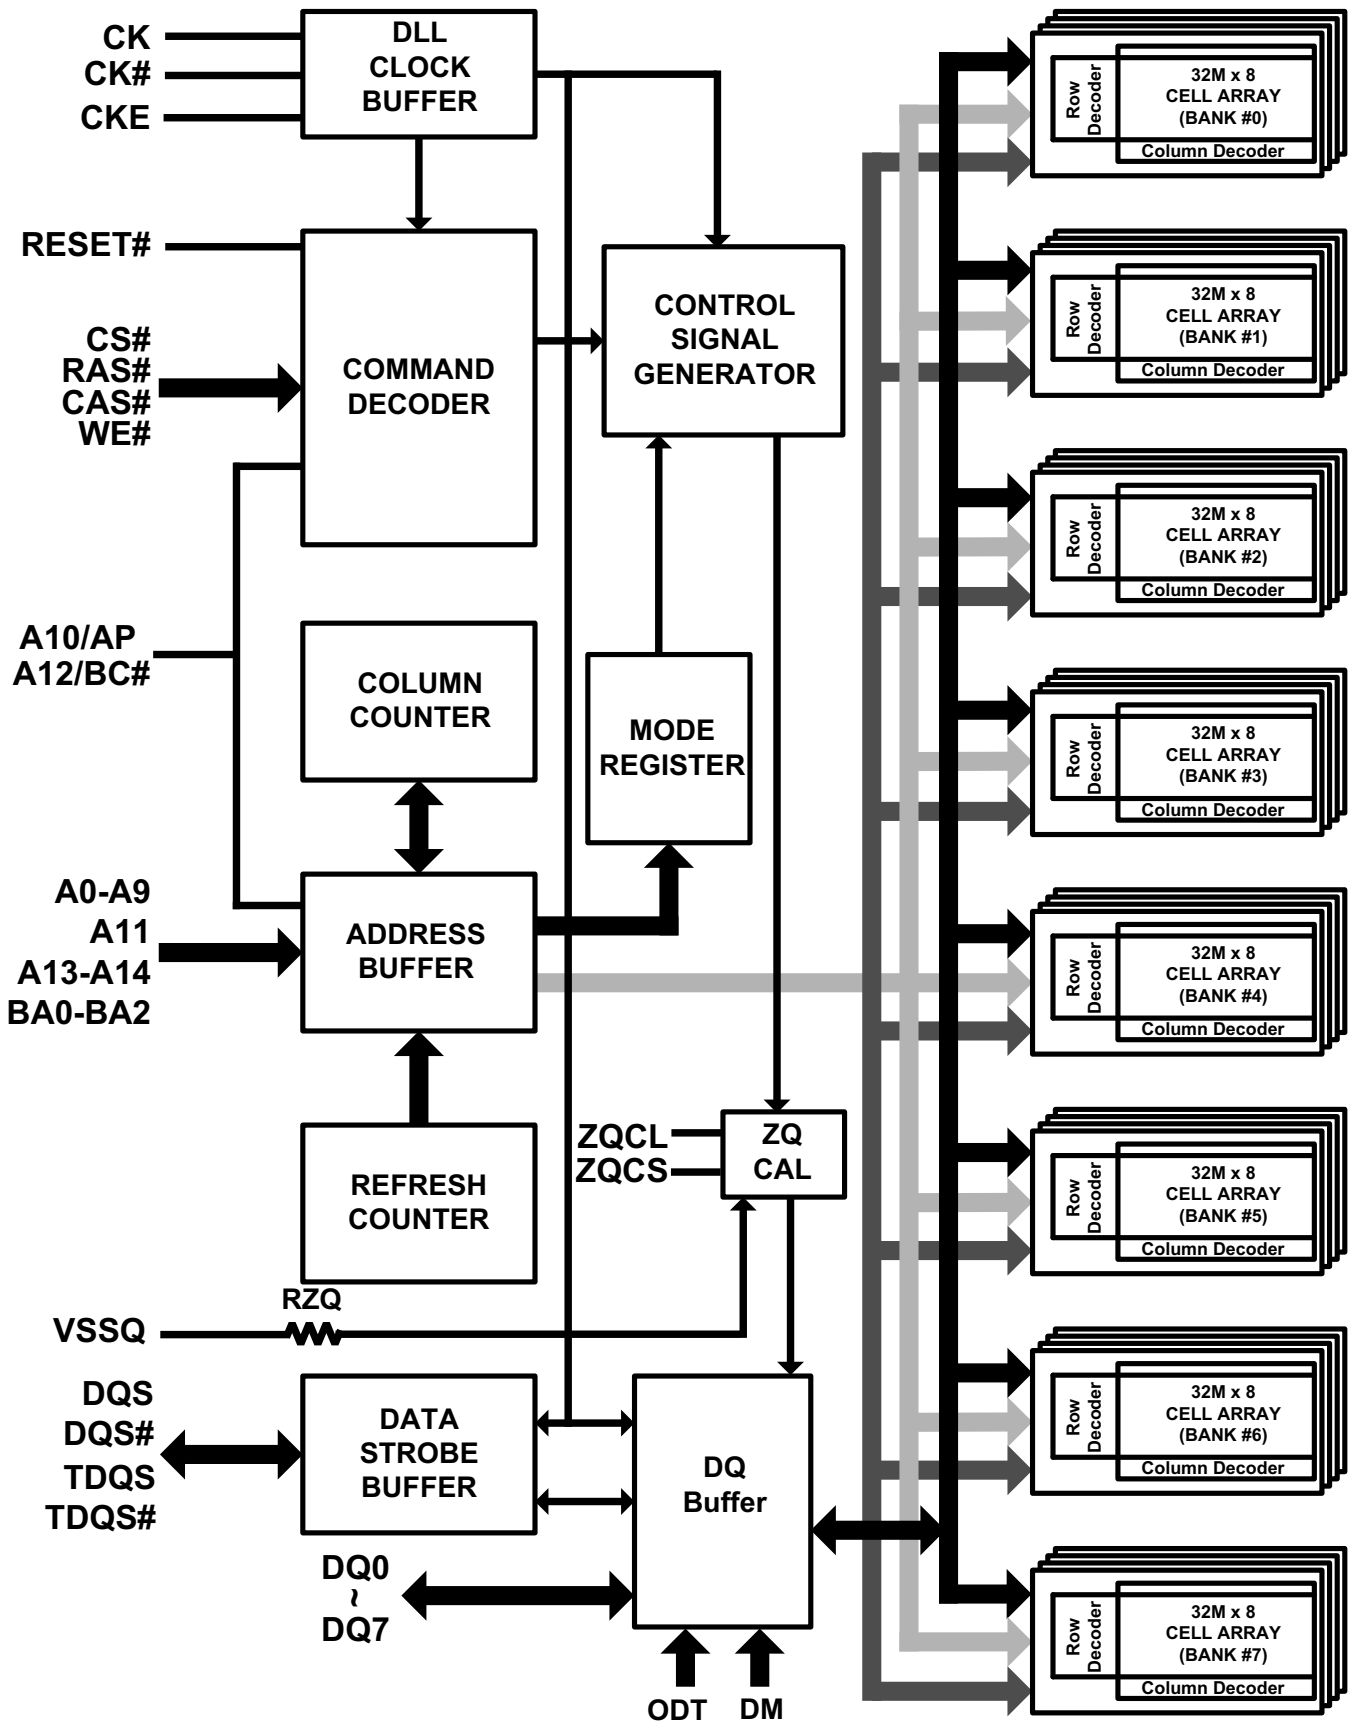 CK
CK#
CKE
DLL
CLOCK
BUFFER
RESET#
CS#
RAS#
CAS#
WE#
COMMAND
DECODER
CONTROL
SIGNAL
GENERATOR
A10/AP
A12/BC#
COLUMN
COUNTER
MODE
REGISTER
A0-A9
A11
A13-A14
BA0-BA2
ADDRESS
BUFFER
REFRESH
COUNTER
ZQCL
ZQCS
ZQ
CAL
RZQ
VSSQ
DQS
DQS#
TDQS
TDQS#
DATA
STROBE
BUFFER
DQ
Buffer
DQ0
~
DQ7
ODT
DM
Row
Decoder
32M x 8
CELL ARRAY
(BANK #0)
Column Decoder
Row
Decoder
32M x 8
CELL ARRAY
(BANK #1)
Column Decoder
Row
Decoder
32M x 8
CELL ARRAY
(BANK #2)
Column Decoder
Row
Decoder
32M x 8
CELL ARRAY
(BANK #3)
Column Decoder
Row
Decoder
32M x 8
CELL ARRAY
(BANK #4)
Column Decoder
Row
Decoder
32M x 8
CELL ARRAY
(BANK #5)
Column Decoder
Row
Decoder
32M x 8
CELL ARRAY
(BANK #6)
Column Decoder
Row
Decoder
32M x 8
CELL ARRAY
(BANK #7)
Column Decoder